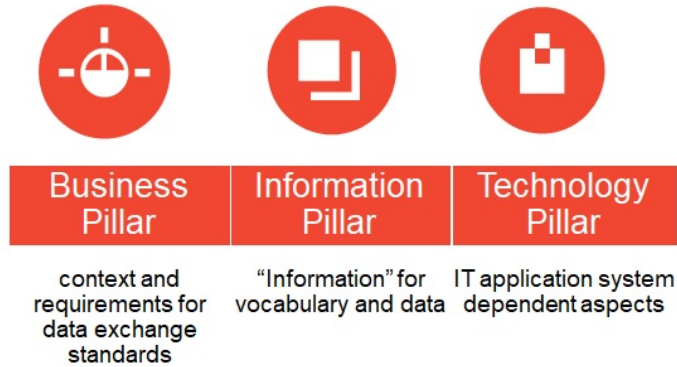 Business
Pillar
Information
Pillar
Technology
Pillar
context and
requirements for
data exchange
standards
“Information” for
vocabulary and data
IT application system
dependent aspects